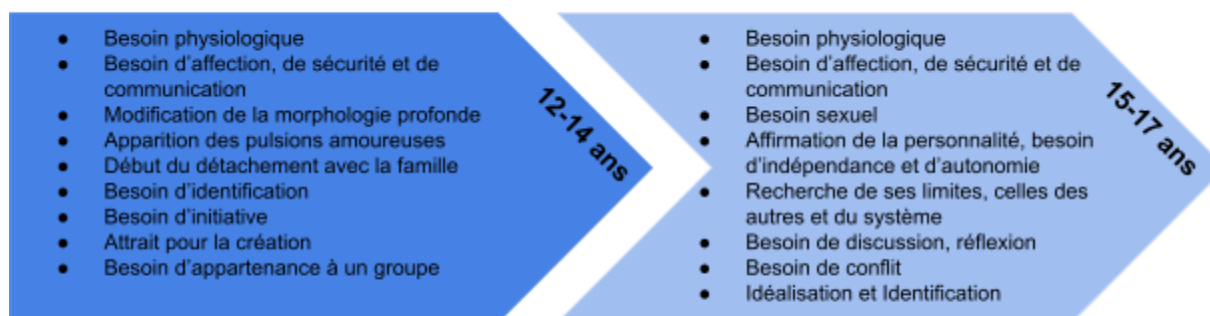 ● Besoin physiologique
● Besoin d'affection, de sécurité et de
communication
● Modification de la morphologie profonde
● Apparition des pulsions amoureuses
● Début du détachement avec la famille
● Besoin d'identification
● Besoin d'initiative
● Attrait pour la création
● Besoin d'appartenance à un groupe
12-14 ans
● Besoin physiologique
● Besoin d'affection, de sécurité et de
communication
● Besoin sexuel
● Affirmation de la personnalité, besoin
d'indépendance et d'autonomie
● Recherche de ses limites, celles des
autres et du système
● Besoin de discussion, réflexion
● Besoin de conflit
● Idéalisation et Identification
15-17 ans